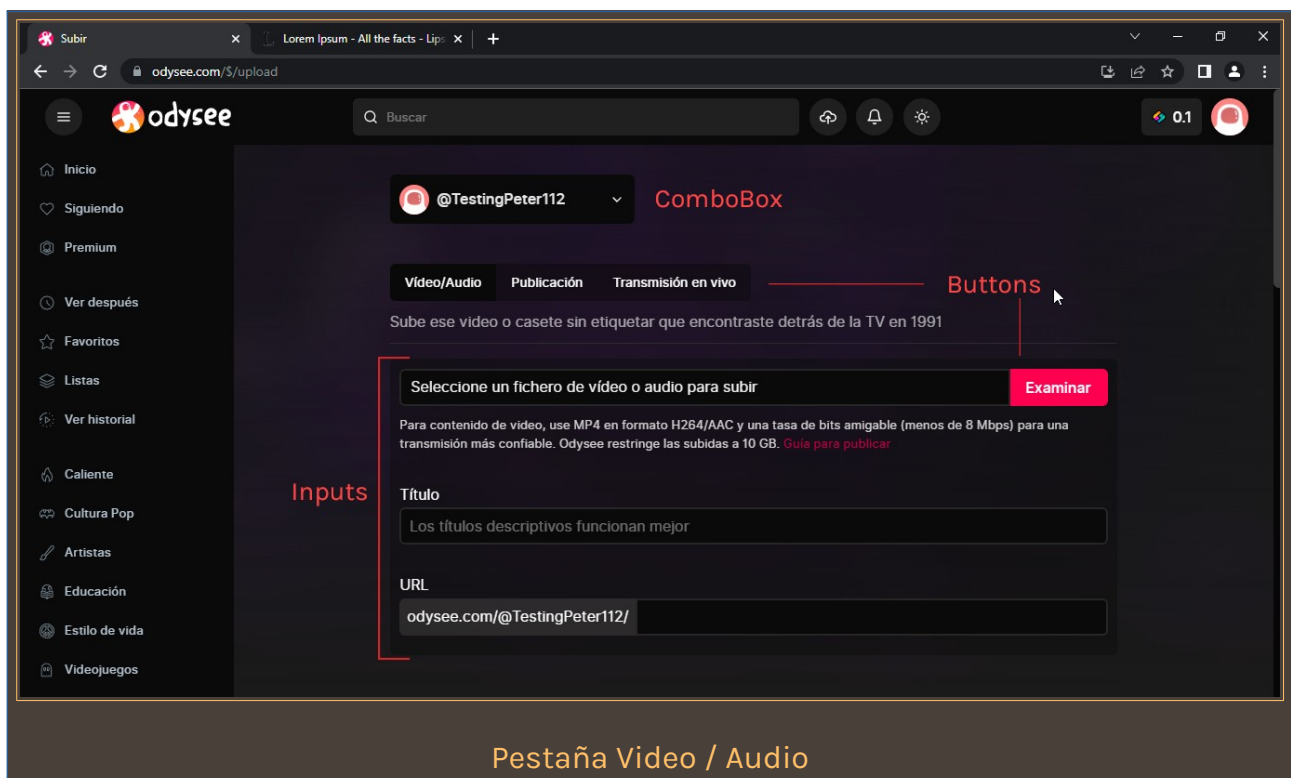 Subir
Lorem Ipsum - All the facts - Lips
odysee.com/$/upload
odysee
Buscar
0.1
Inicio
Siguiendo
Premium
Ver después
Favoritos
Listas
Ver historial
Caliente
Cultura Pop
Artistas
Educación
Estilo de vida
Videojuegos
@TestingPeter112
ComboBox
Vídeo/Audio Publicación Transmisión en vivo
Buttons
Sube ese video o casete sin etiquetar que encontraste detrás de la TV en 1991
Seleccione un fichero de vídeo o audio para subir
Examinar
Para contenido de video, use MP4 en formato H264/AAC y una tasa de bits amigable (menos de 8 Mbps) para una
transmisión más confiable. Odysee restringe las subidas a 10 GB. Guía para publicar
Inputs
Título
Los títulos descriptivos funcionan mejor
URL
odysee.com/@TestingPeter112/
Pestaña Video / Audio